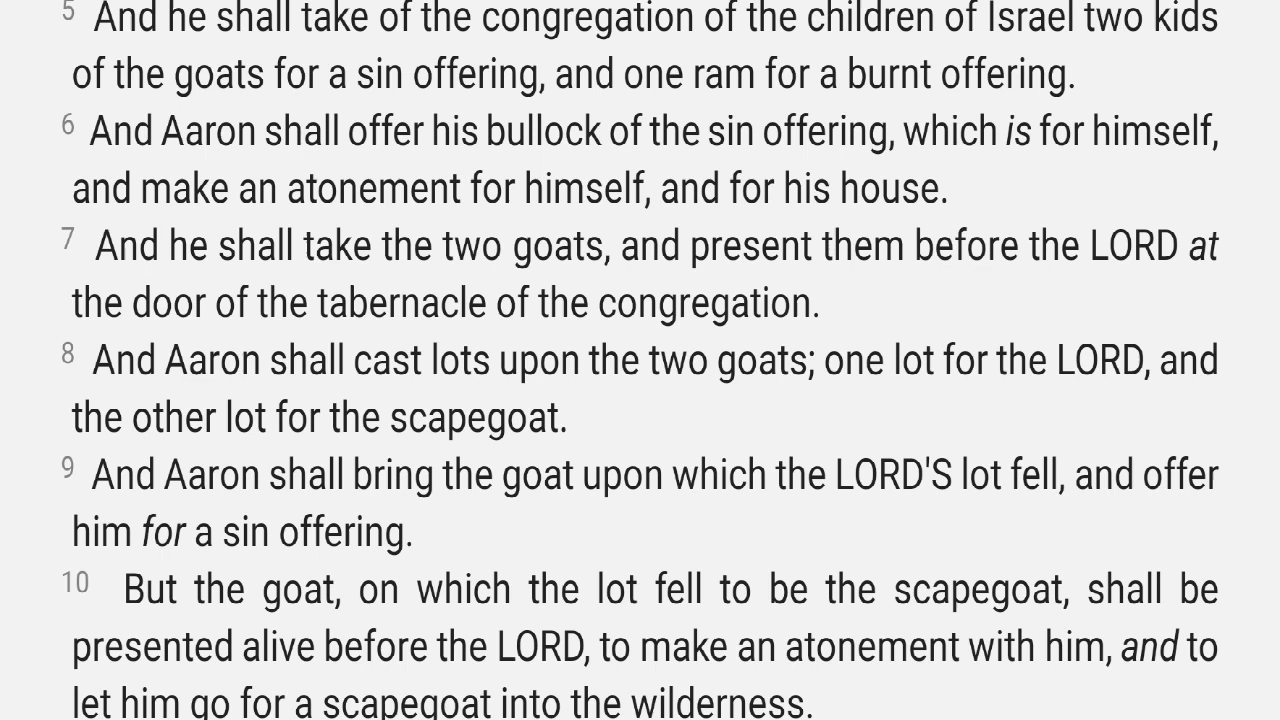 5 And he shall take of the congregation of the children of Israel two kids
of the goats for a sin offering, and one ram for a burnt offering.
6 And Aaron shall offer his bullock of the sin offering, which is for himself,
and make an atonement for himself, and for his house.
7 And he shall take the two goats, and present them before the LORD at
the door of the tabernacle of the congregation.
8 And Aaron shall cast lots upon the two goats; one lot for the LORD, and
the other lot for the scapegoat.
9 And Aaron shall bring the goat upon which the LORD'S lot fell, and offer
him for a sin offering.
10 But the goat, on which the lot fell to be the scapegoat, shall be
presented alive before the LORD, to make an atonement with him, and to
let him go for a scapegoat into the wilderness.